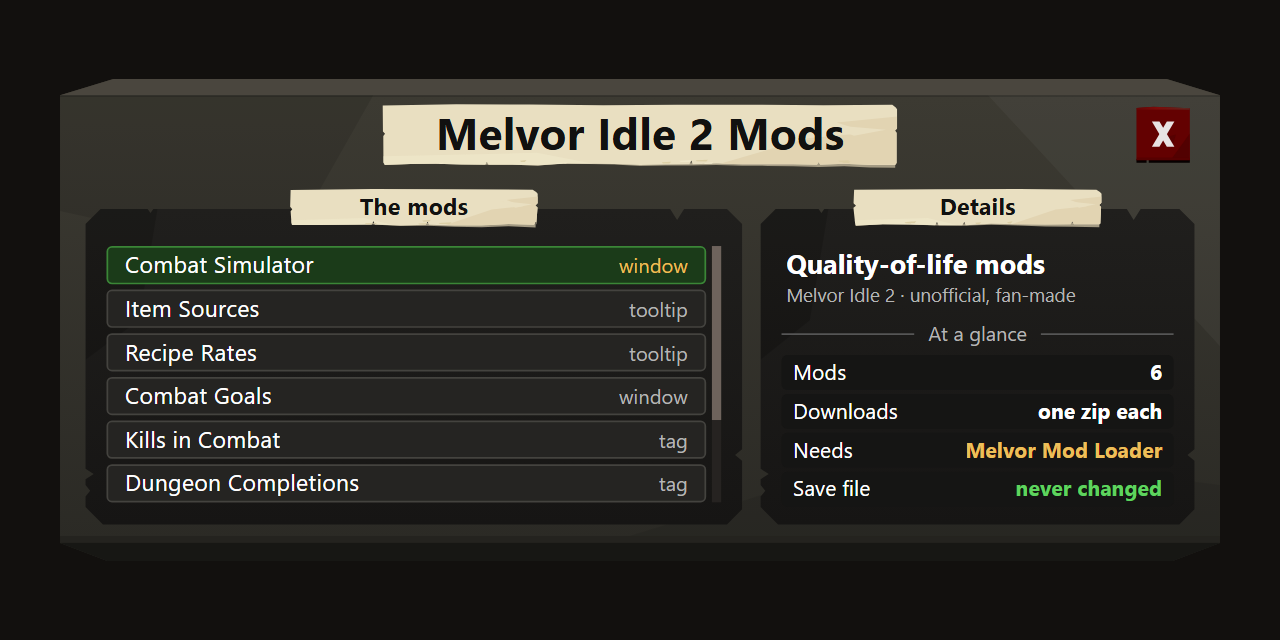 Melvor Idle 2 Mods
X
The mods
Combat Simulator window
Item Sources tooltip
Recipe Rates tooltip
Combat Goals window
Kills in Combat tag
Dungeon Completions tag
Details
Quality-of-life mods
Melvor Idle 2 · unofficial, fan-made
At a glance
Mods 6
Downloads one zip each
Needs Melvor Mod Loader
Save file never changed